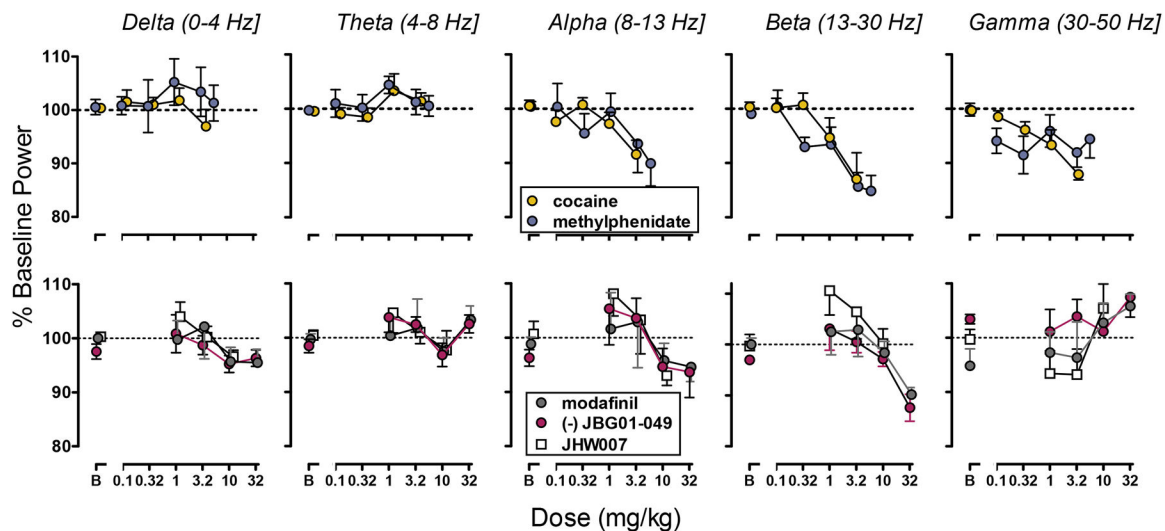 Delta (0-4 Hz]
Theta (4-8 Hz]
Alpha (8-13 Hz]
Beta (13-30 Hz]
Gamma (30-50 Hz]
% Baseline Power
110
100
90
80
cocaine
methylphenidate
110
100
90
80
modafinil
(-) JBG01-049
JHW007
B 0.1 0.32 1 3.2 10 32
B 0.1 0.32 1 3.2 10 32
B 0.1 0.32 1 3.2 10 32
B 0.1 0.32 1 3.2 10 32
B 0.1 0.32 1 3.2 10 32
Dose (mg/kg)